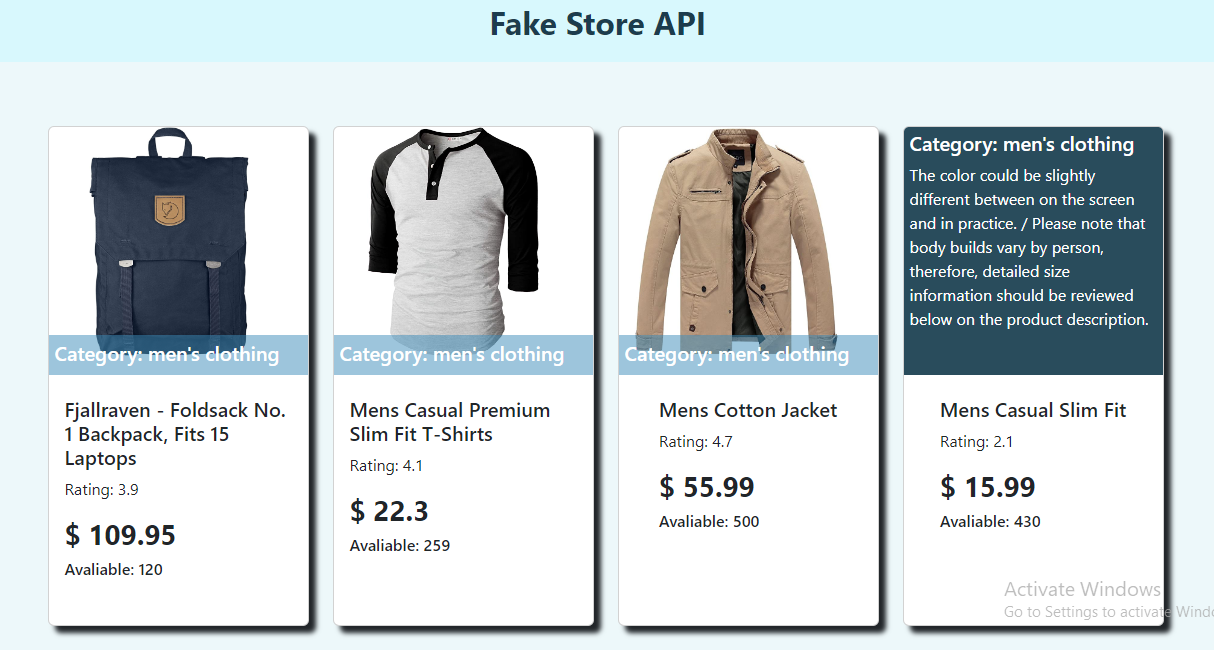 Fake Store API
Category: men's clothing
Fjallraven - Foldsack No.
1 Backpack, Fits 15
Laptops
Rating: 3.9
$ 109.95
Avaliable: 120
Category: men's clothing
Mens Casual Premium
Slim Fit T-Shirts
Rating: 4.1
$ 22.3
Avaliable: 259
Category: men's clothing
Mens Cotton Jacket
Rating: 4.7
$ 55.99
Avaliable: 500
Category: men's clothing
The color could be slightly
different between on the screen
and in practice. / Please note that
body builds vary by person,
therefore, detailed size
information should be reviewed
below on the product description.
Mens Casual Slim Fit
Rating: 2.1
$ 15.99
Avaliable: 430
Activate Windows
Go to Settings to activate Windo